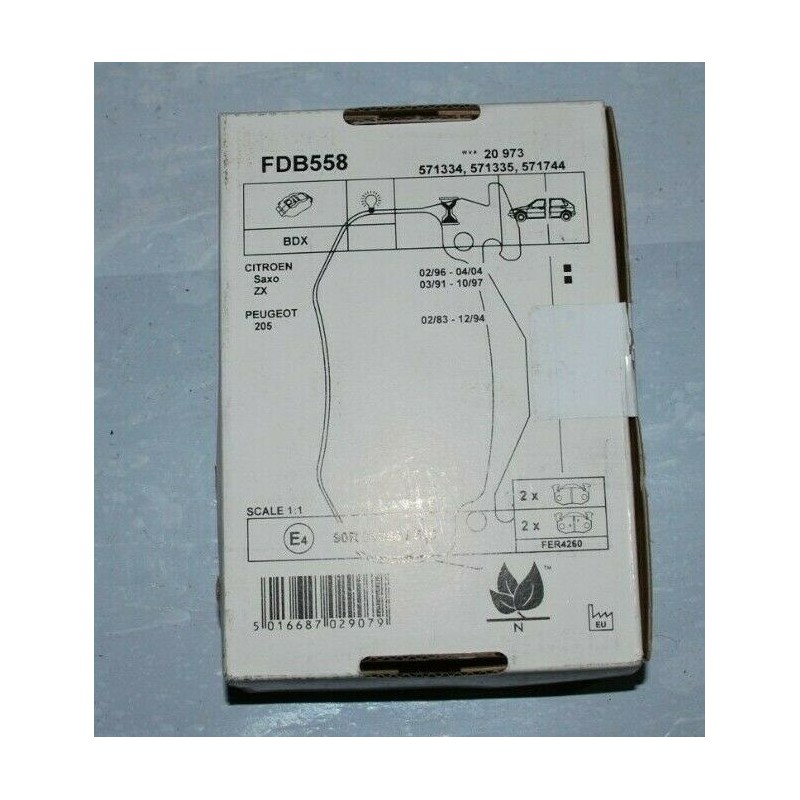 FDB558
WVA 20 973
571334, 571335, 571744
BDX
CITROEN
Saxo 02/96 - 04/04
ZX 03/91 - 10/97
PEUGEOT
205 02/83 - 12/94
SCALE 1:1
2 x
2 x
E4 90R
FER4260
TM
N
EU
5 016687 029079